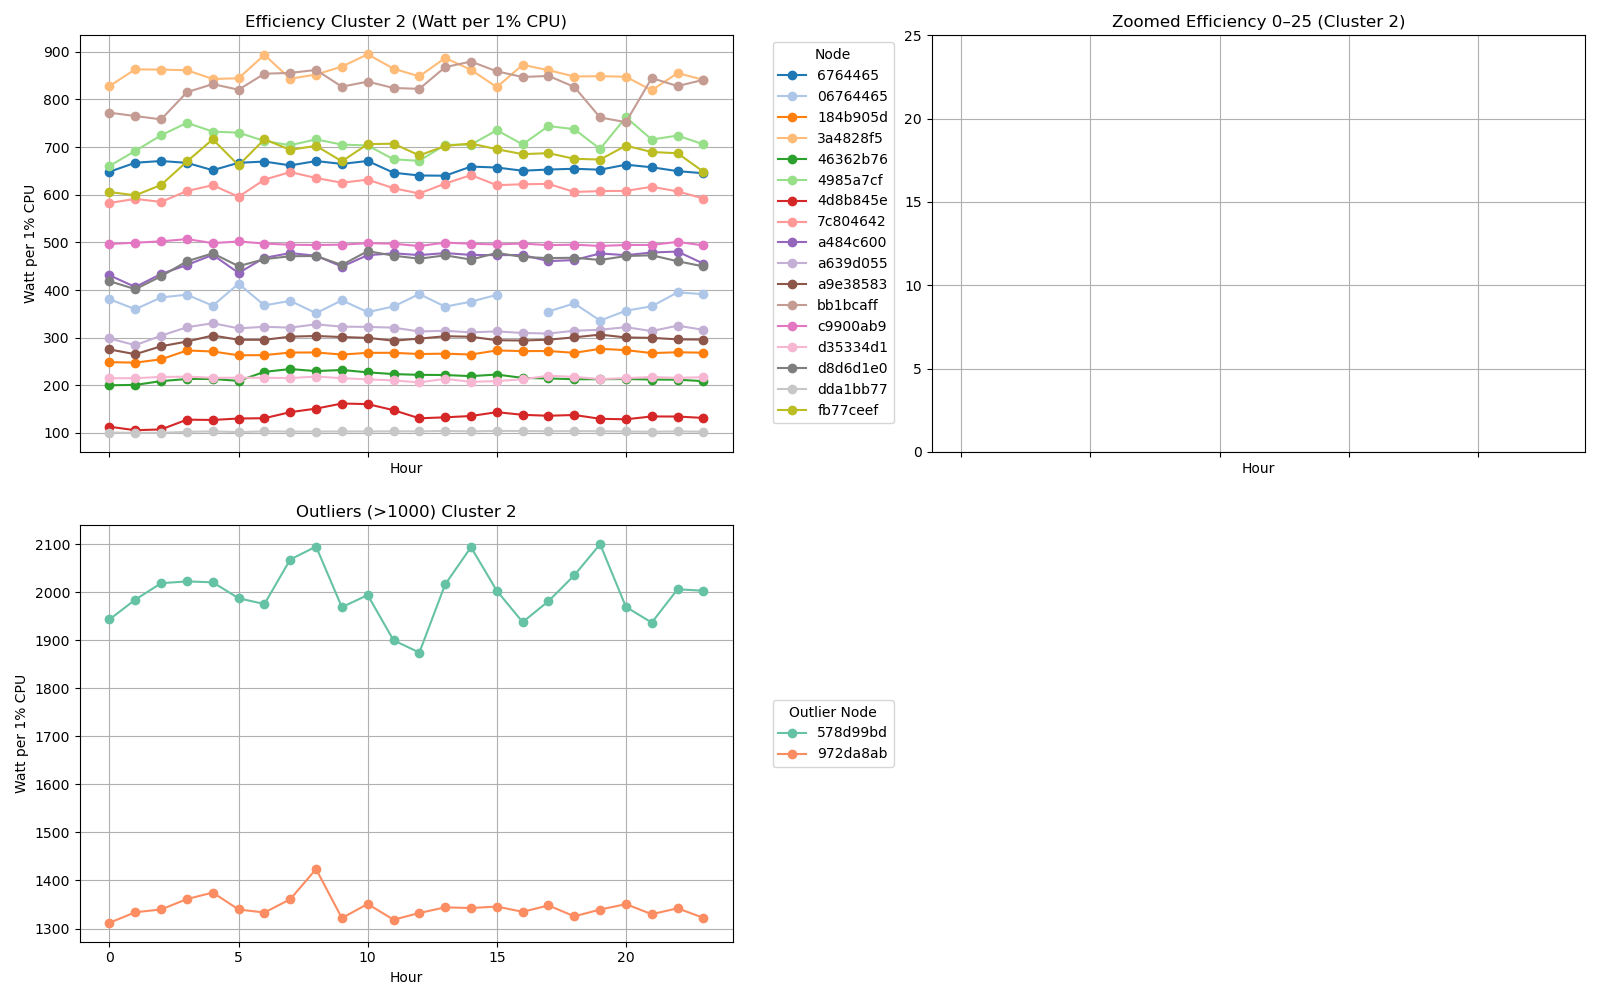 Efficiency Cluster 2 (Watt per 1% CPU)
900
800
700
600
500
400
300
200
100
Watt per 1% CPU
Hour
Node
6764465
06764465
184b905d
3a4828f5
46362b76
4985a7cf
4d8b845e
7c804642
a484c600
a639d055
a9e38583
bb1bcaff
c9900ab9
d35334d1
d8d6d1e0
dda1bb77
fb77ceef
Zoomed Efficiency 0–25 (Cluster 2)
25
20
15
10
5
0
Hour
Outliers (>1000) Cluster 2
2100
2000
1900
1800
1700
1600
1500
1400
1300
Watt per 1% CPU
0 5 10 15 20
Hour
Outlier Node
578d99bd
972da8ab